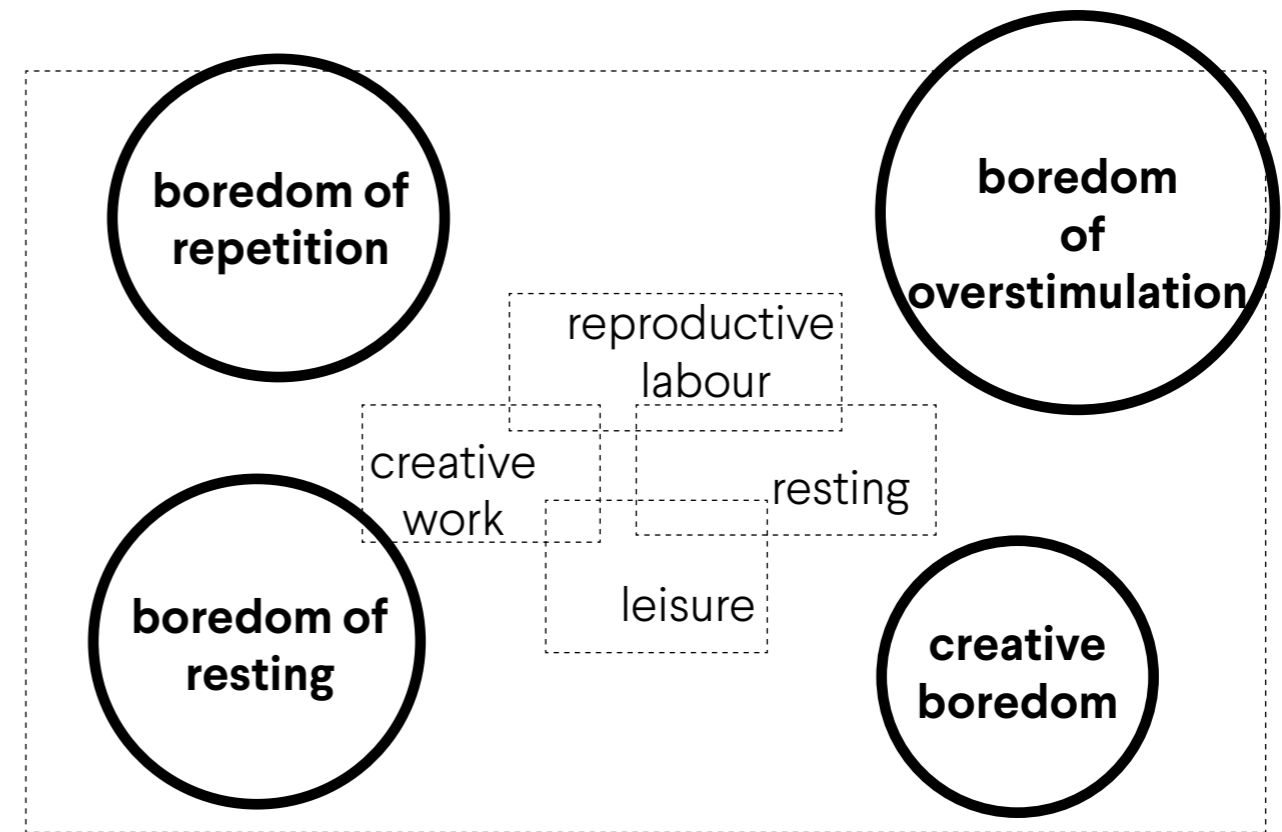 boredom of
repetition
boredom
of
overstimulation
reproductive
labour
creative
work
resting
leisure
boredom of
resting
creative
boredom